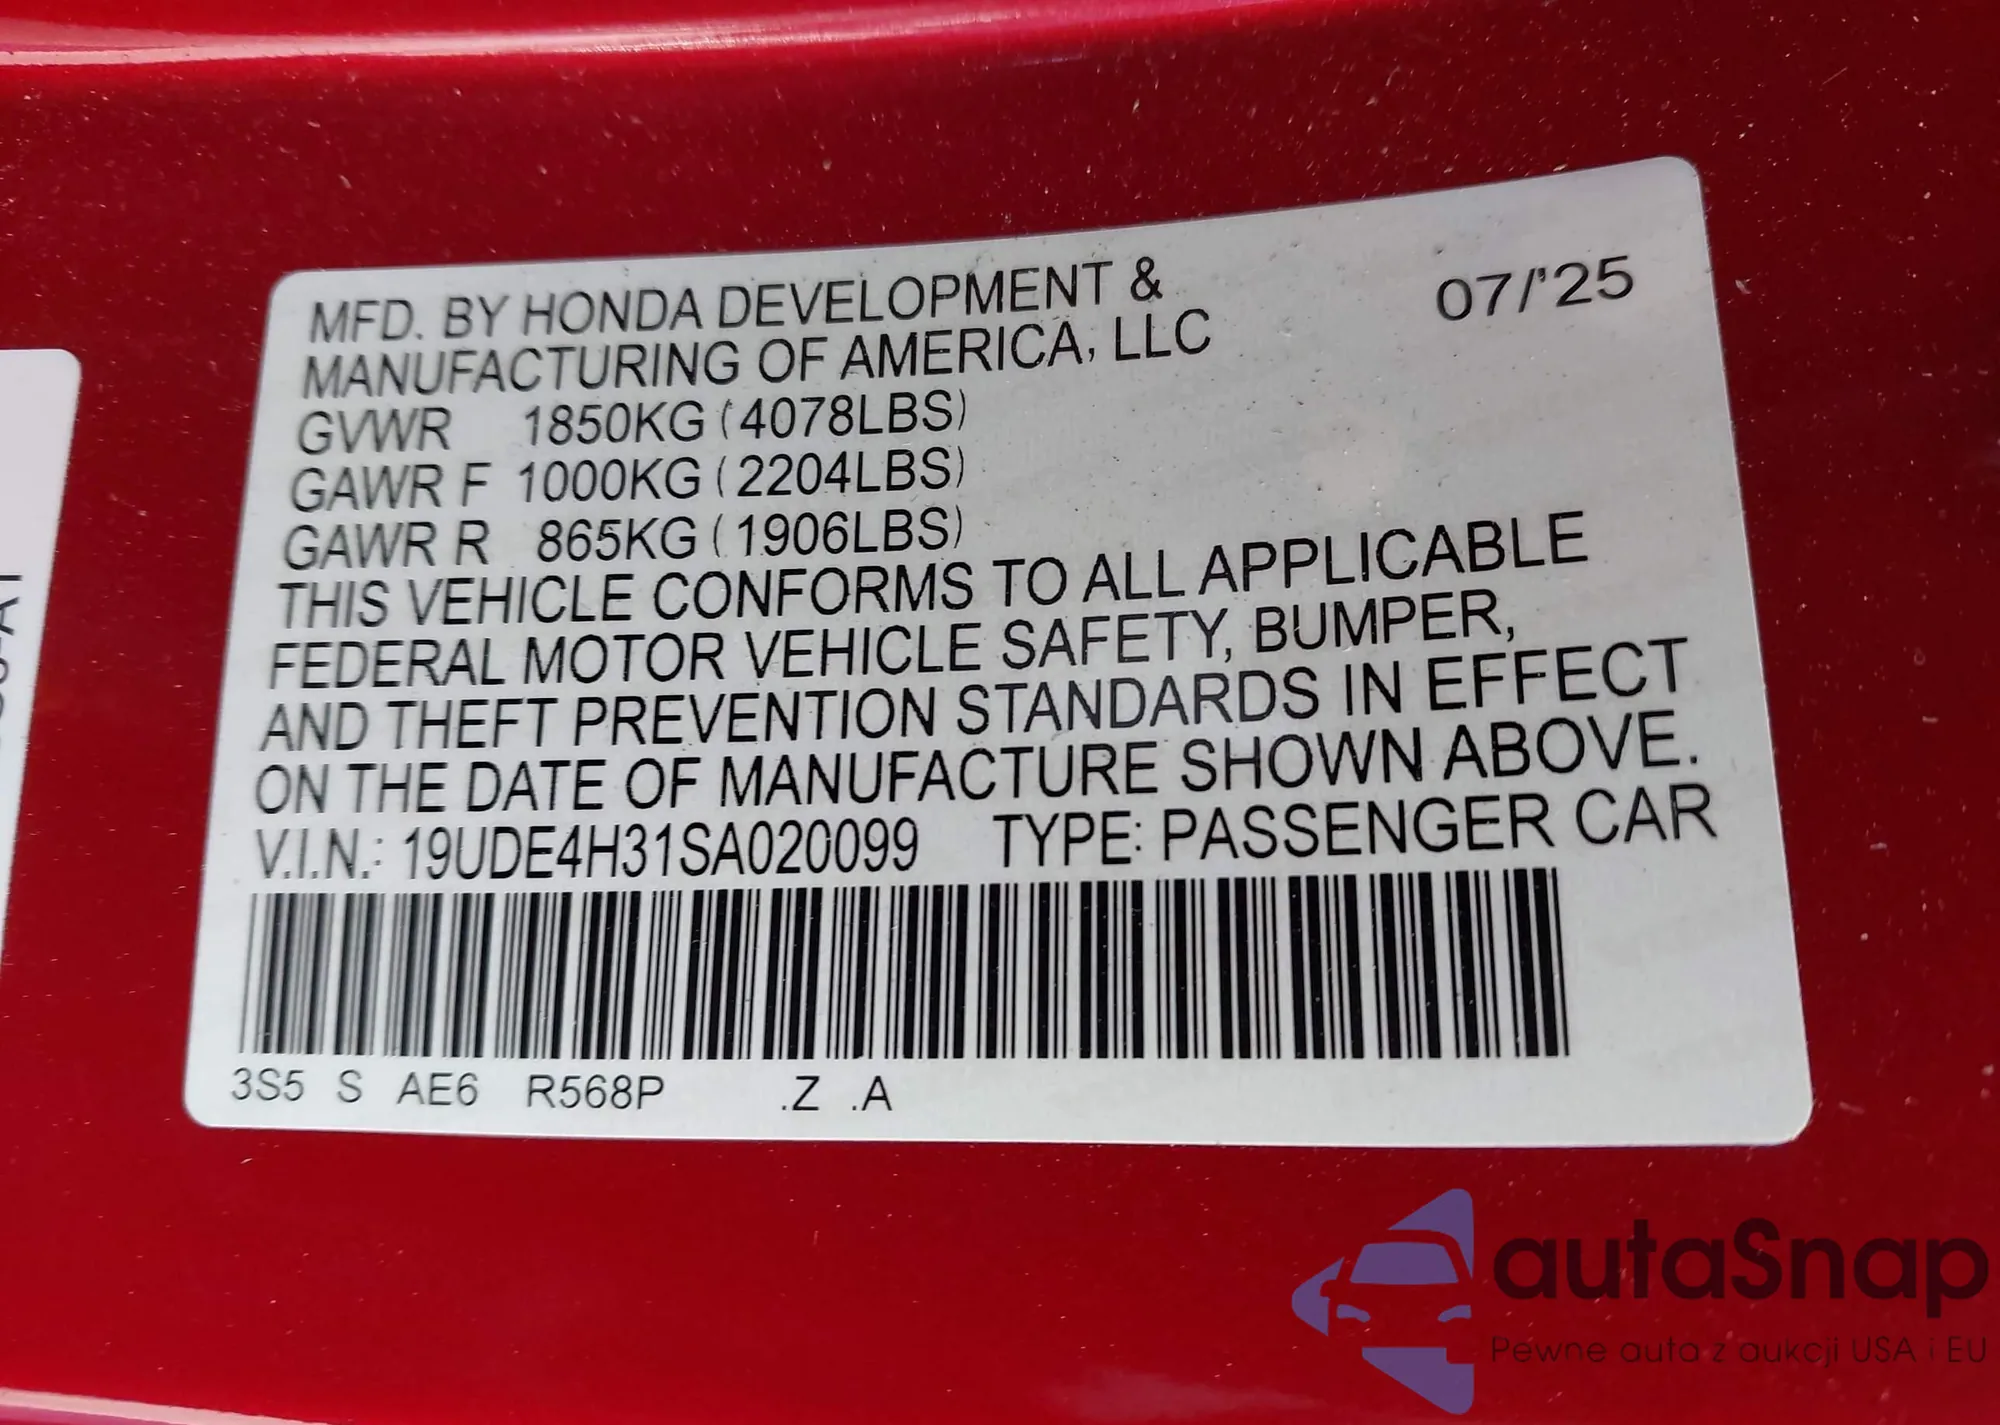 MFD. BY HONDA DEVELOPMENT & 07/'25
MANUFACTURING OF AMERICA, LLC
GVWR 1850KG (4078LBS)
GAWR F 1000KG (2204LBS)
GAWR R 865KG (1906LBS)
THIS VEHICLE CONFORMS TO ALL APPLICABLE
FEDERAL MOTOR VEHICLE SAFETY, BUMPER,
AND THEFT PREVENTION STANDARDS IN EFFECT
ON THE DATE OF MANUFACTURE SHOWN ABOVE.
V.I.N.: 19UDE4H31SA020099 TYPE: PASSENGER CAR
3S5 S AE6 R568P .Z .A
autaSnap
Pewne auta z aukcji USA i EU